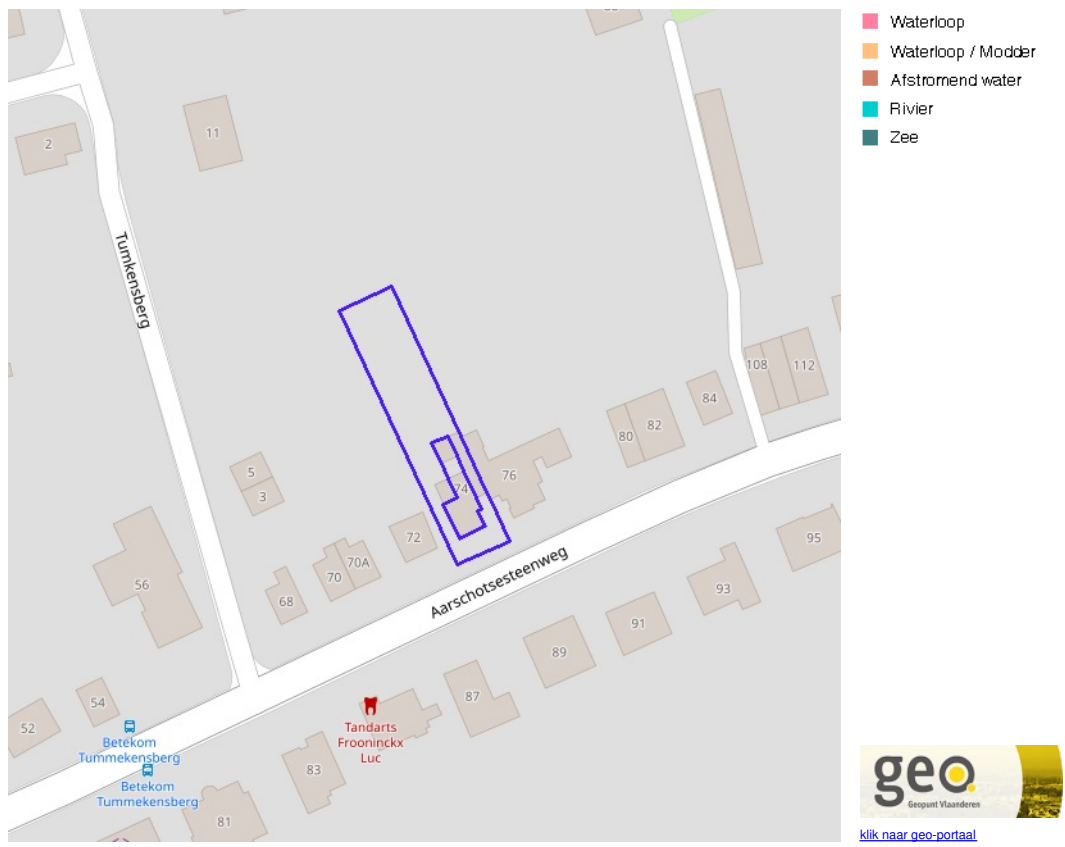 Waterloop
Waterloop / Modder
Afstromend water
Rivier
Zee
2
11
Tumkensberg
108
112
84
82
80
76
74
5
3
72
70A
70
68
56
Aarschotsesteenweg
95
93
91
89
87
54
52
Betekom
Tummekensberg
Betekom
Tummekensberg
Tandarts
Frooninckx
Luc
83
81
geo.
Geopunt Vlaanderen
klik naar geo-portaal